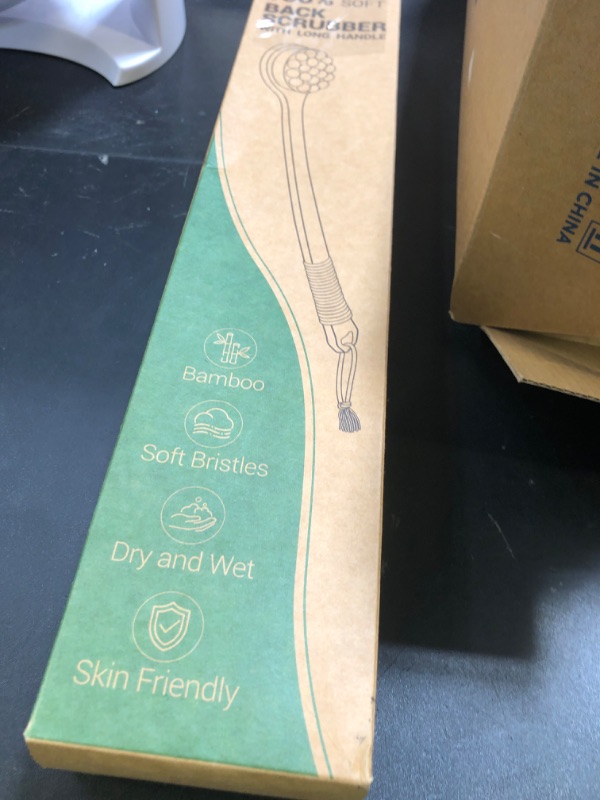 SOFT
BACK
SCRUBBER
WITH LONG HANDLE
Bamboo
Soft Bristles
Dry and Wet
Skin Friendly
IN CHINA